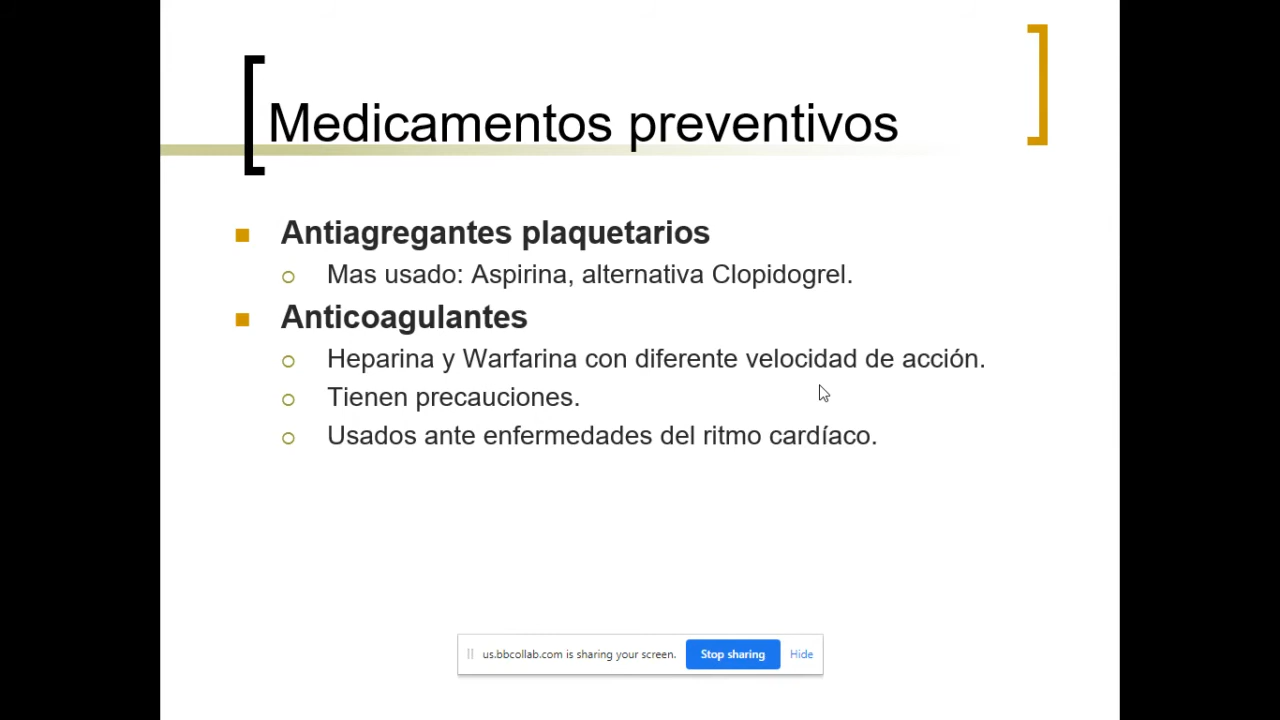 Medicamentos preventivos
Antiagregantes plaquetarios
Mas usado: Aspirina, alternativa Clopidogrel.
Anticoagulantes
Heparina y Warfarina con diferente velocidad de acción.
Tienen precauciones.
Usados ante enfermedades del ritmo cardíaco.
us.bbcollab.com is sharing your screen. Stop sharing Hide